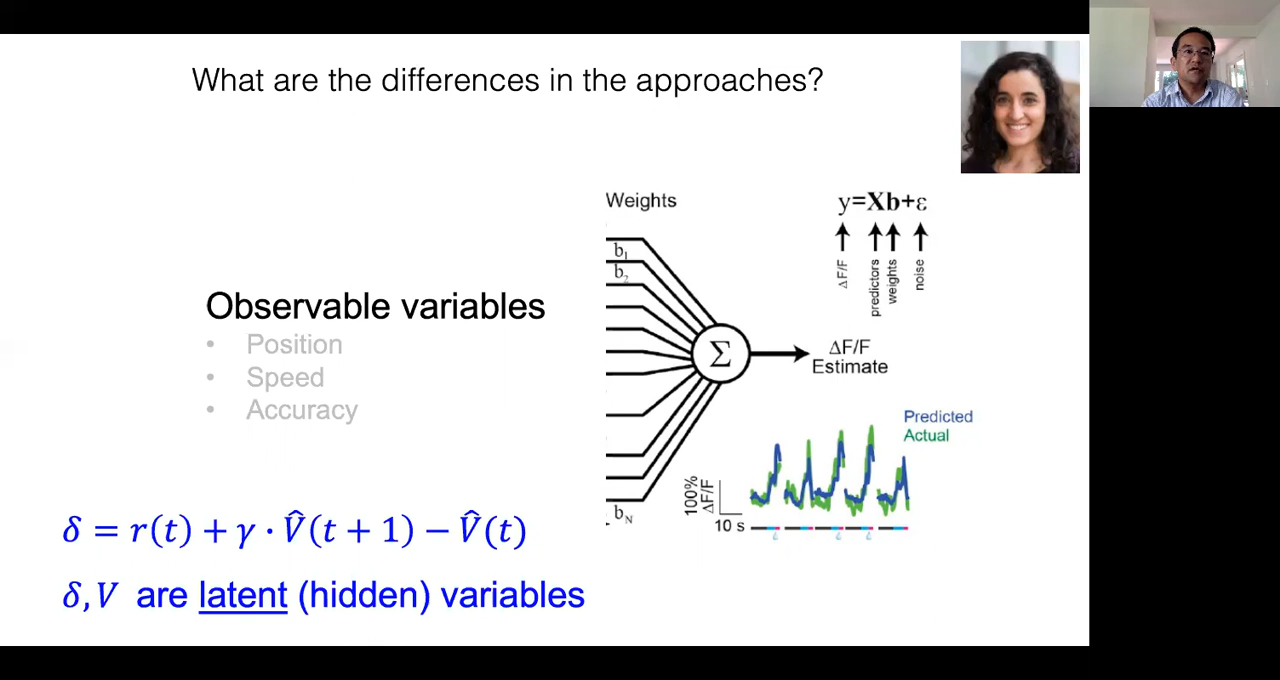 What are the differences in the approaches?
Weights
y=Xb+ε
b₁
b₂
ΔF/F
predictors
weights
noise
Observable variables
• Position
• Speed
• Accuracy
Σ
ΔF/F
Estimate
Predicted
Actual
100%
ΔF/F
10 s
b_N
δ = r(t) + γ · V̂(t + 1) − V̂(t)
δ, V are latent (hidden) variables